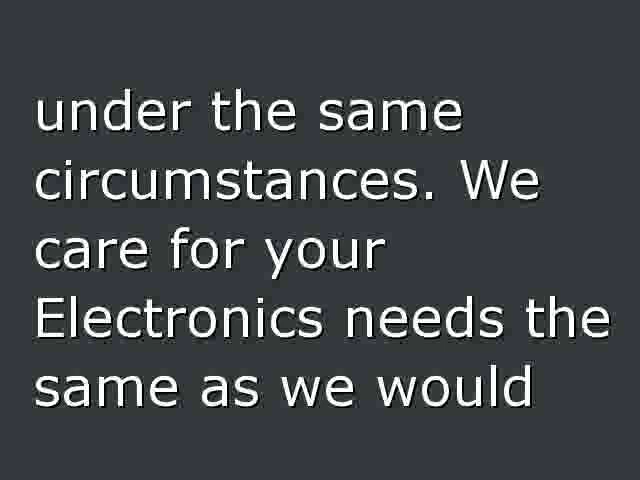 under the same
circumstances. We
care for your
Electronics needs the
same as we would